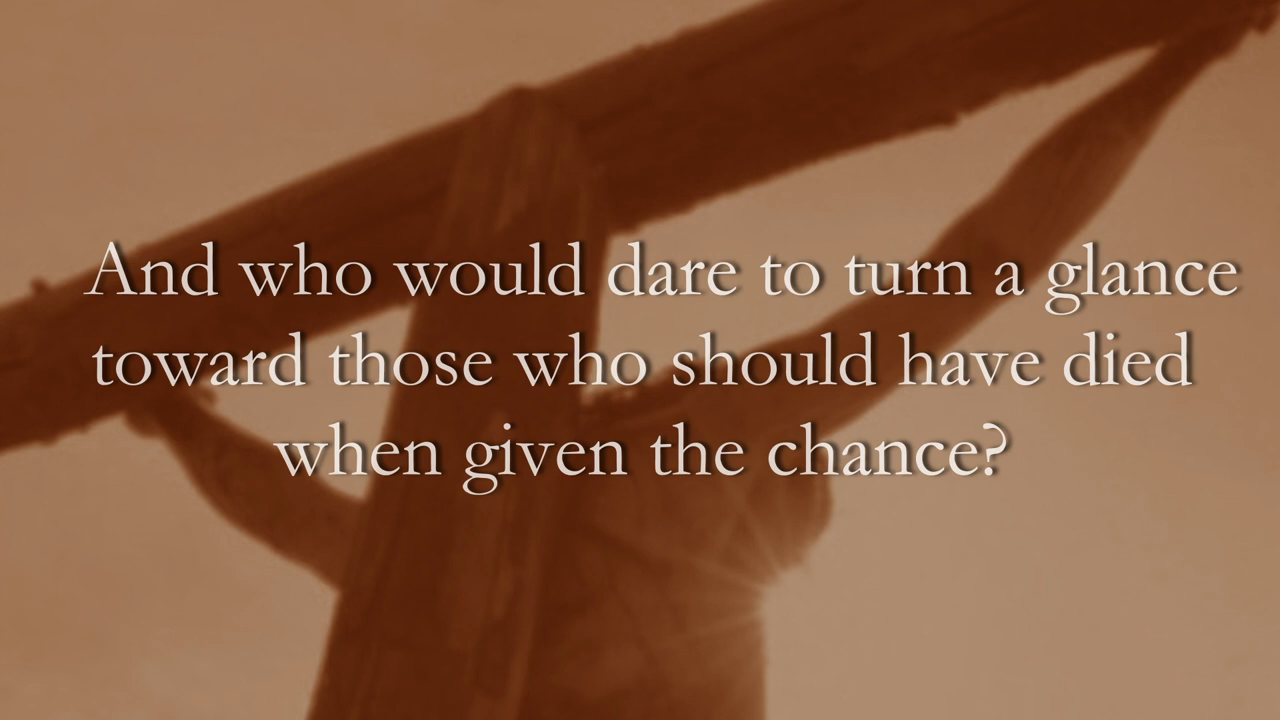 And who would dare to turn a glance
toward those who should have died
when given the chance?